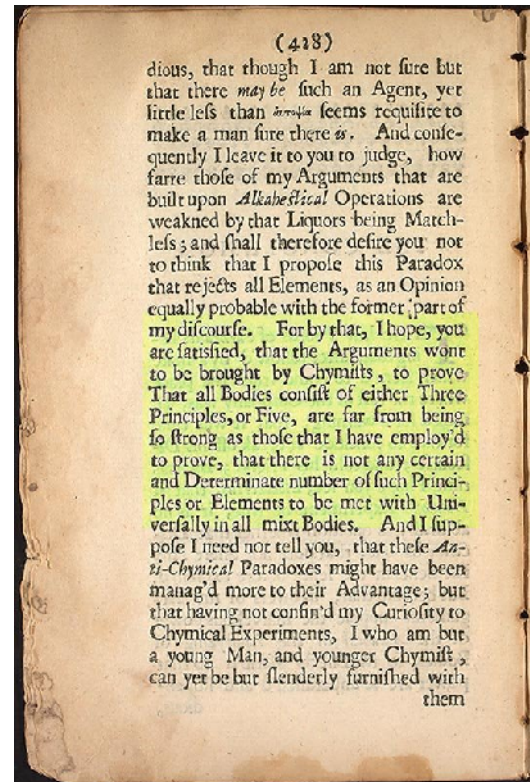 (428)
dious, that though I am not ſure but
that there may be ſuch an Agent, yet
little leſs than ſeems requiſite to
make a man ſure there is. And conſe-
quently I leave it to you to judge, how
farre thoſe of my Arguments that are
built upon Alkaheſtical Operations are
weakned by that Liquors being Match-
leſs; and ſhall therefore deſire you not
to think that I propoſe this Paradox
that rejects all Elements, as an Opinion
equally probable with the former part of
my diſcourſe. For by that, I hope, you
are ſatisfied, that the Arguments wont
to be brought by Chymiſts, to prove
That all Bodies conſiſt of either Three
Principles, or Five, are far from being
ſo ſtrong as thoſe that I have employ'd
to prove, that there is not any certain
and Determinate number of ſuch Princi-
ples or Elements to be met with Uni-
verſally in all mixt Bodies. And I ſup-
poſe I need not tell you, that theſe An-
ti-Chymical Paradoxes might have been
manag'd more to their Advantage; but
that having not confin'd my Curioſity to
Chymical Experiments, I who am but
a young Man, and younger Chymiſt,
can yet be but ſlenderly furniſhed with
them